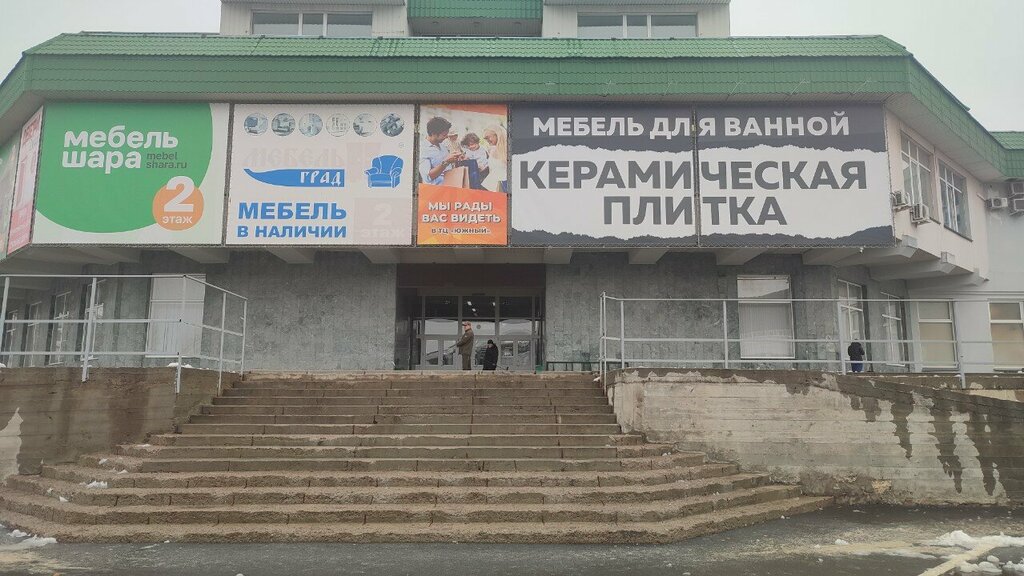 мебель
шара
mebel
shara.ru
2
этаж
МЕБЕЛЬ
ГРАД
МЕБЕЛЬ
В НАЛИЧИИ
2
этаж
МЫ РАДЫ
ВАС ВИДЕТЬ
В ТЦ «ЮЖНЫЙ»
МЕБЕЛЬ ДЛЯ ВАННОЙ
КЕРАМИЧЕСКАЯ
ПЛИТКА